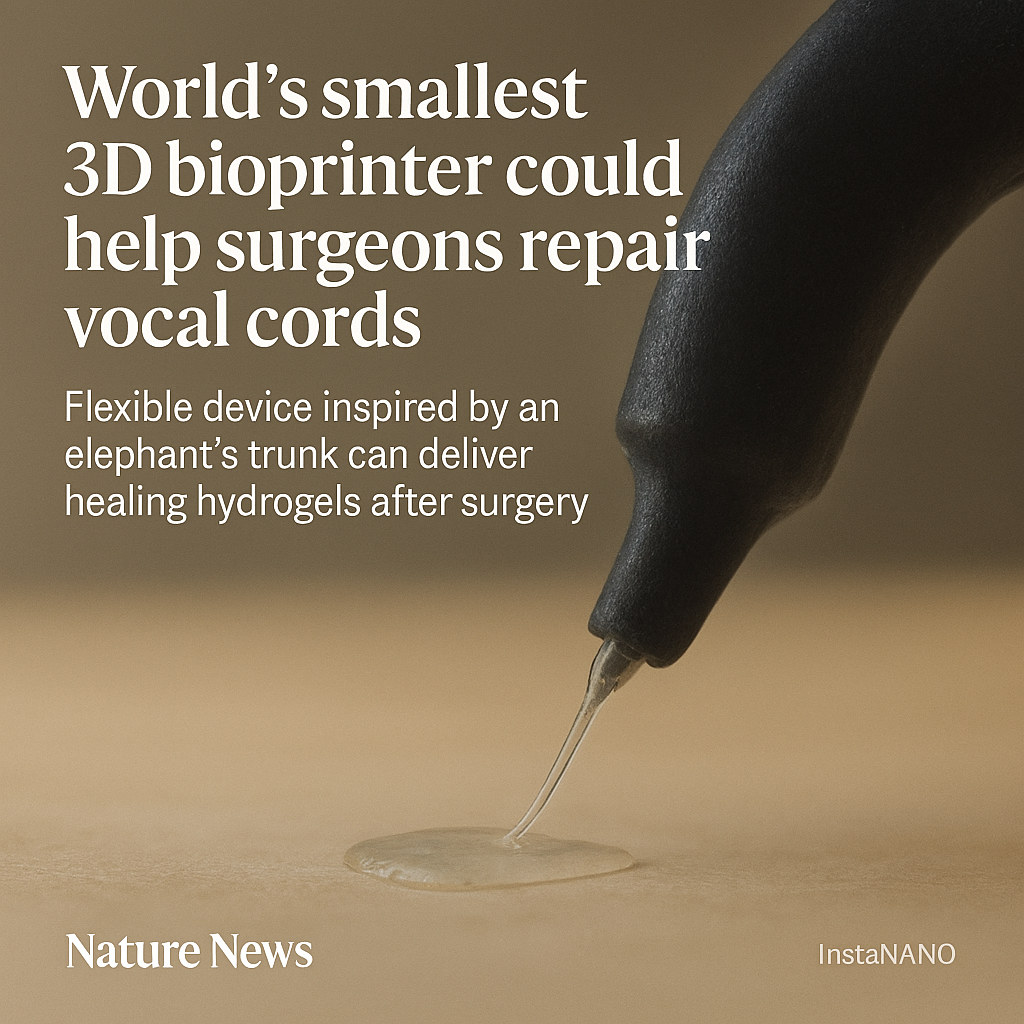 World’s smallest
3D bioprinter could
help surgeons repair
vocal cords
Flexible device inspired by an
elephant’s trunk can deliver
healing hydrogels after surgery
Nature News
InstaNANO